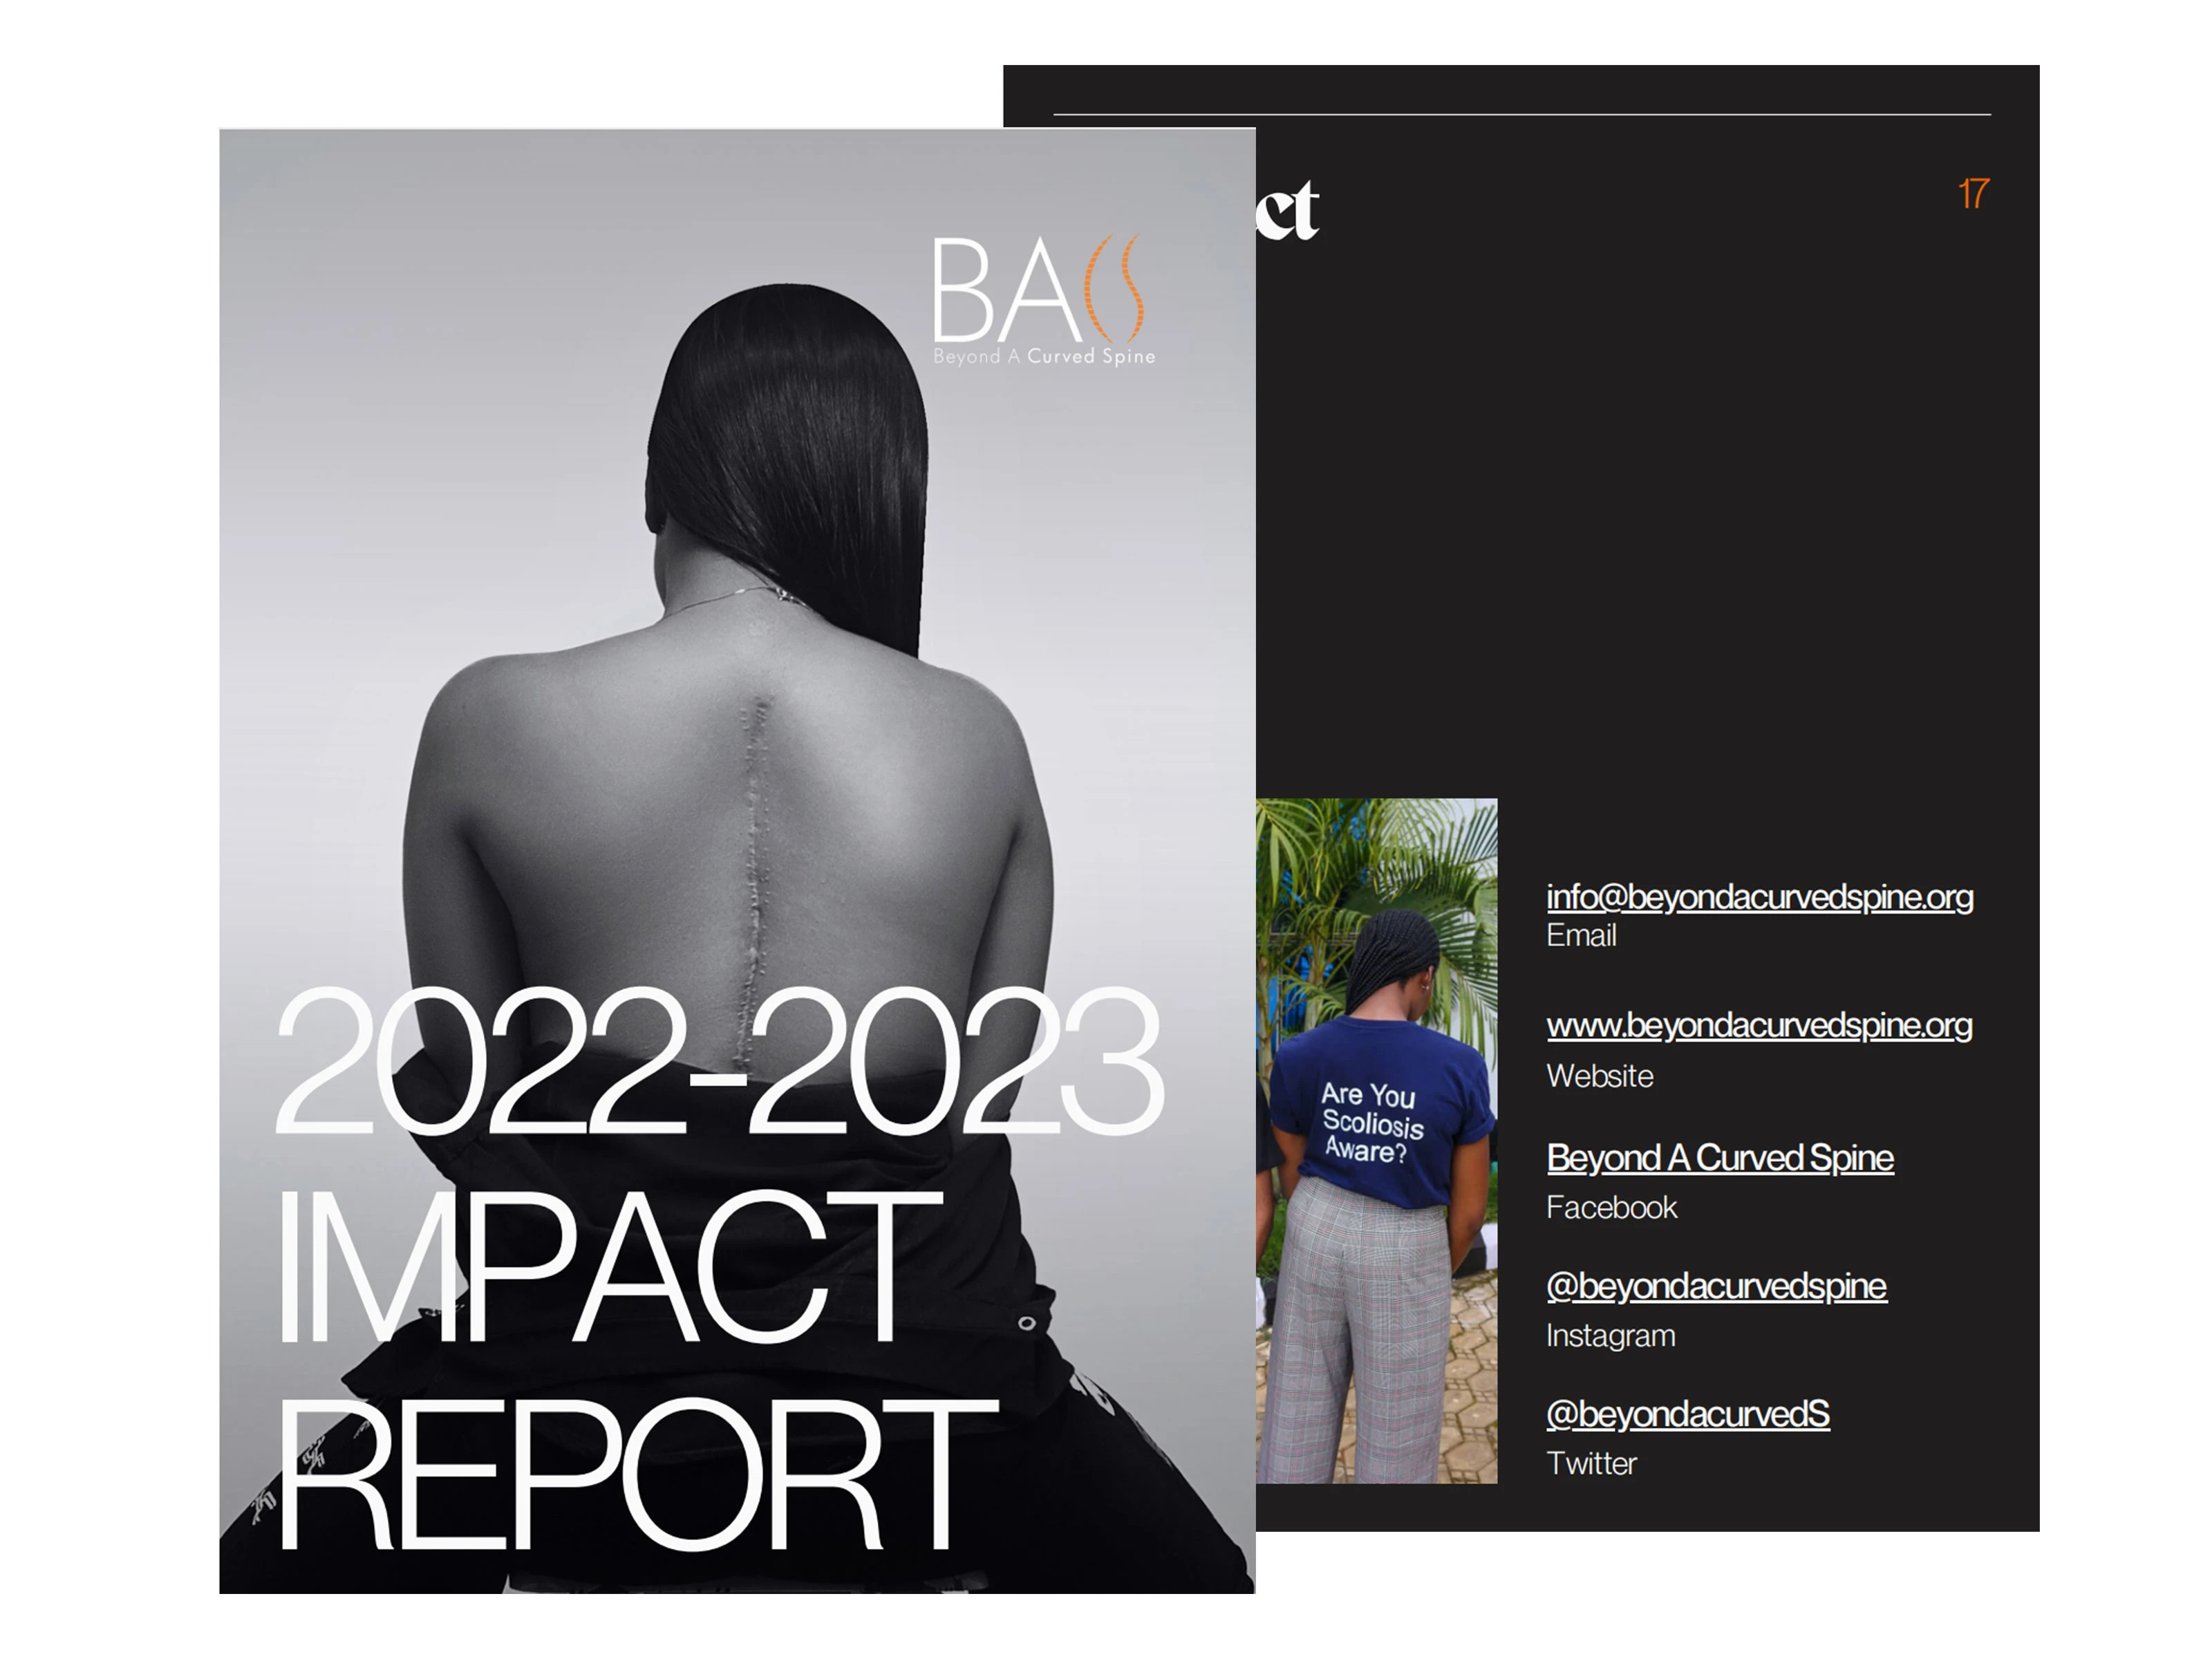 BACS
Beyond A Curved Spine
2022-2023
IMPACT
REPORT
ct
17
Are You
Scoliosis
Aware?
info@beyondacurvedspine.org
Email
www.beyondacurvedspine.org
Website
Beyond A Curved Spine
Facebook
@beyondacurvedspine
Instagram
@beyondacurvedS
Twitter